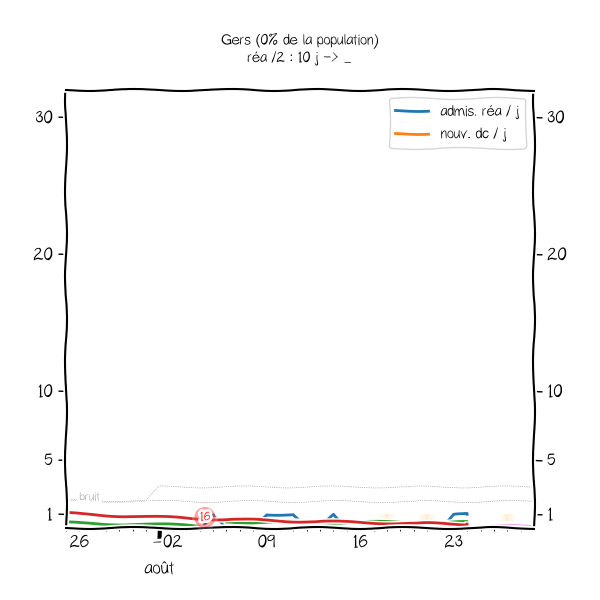 Gers (0% de la population)
réa /2 : 10 j -> _
admis. réa / j
nouv. dc / j
30
30
20
20
10
10
5
5
bruit
16
1
1
26
-02
09
16
23
août